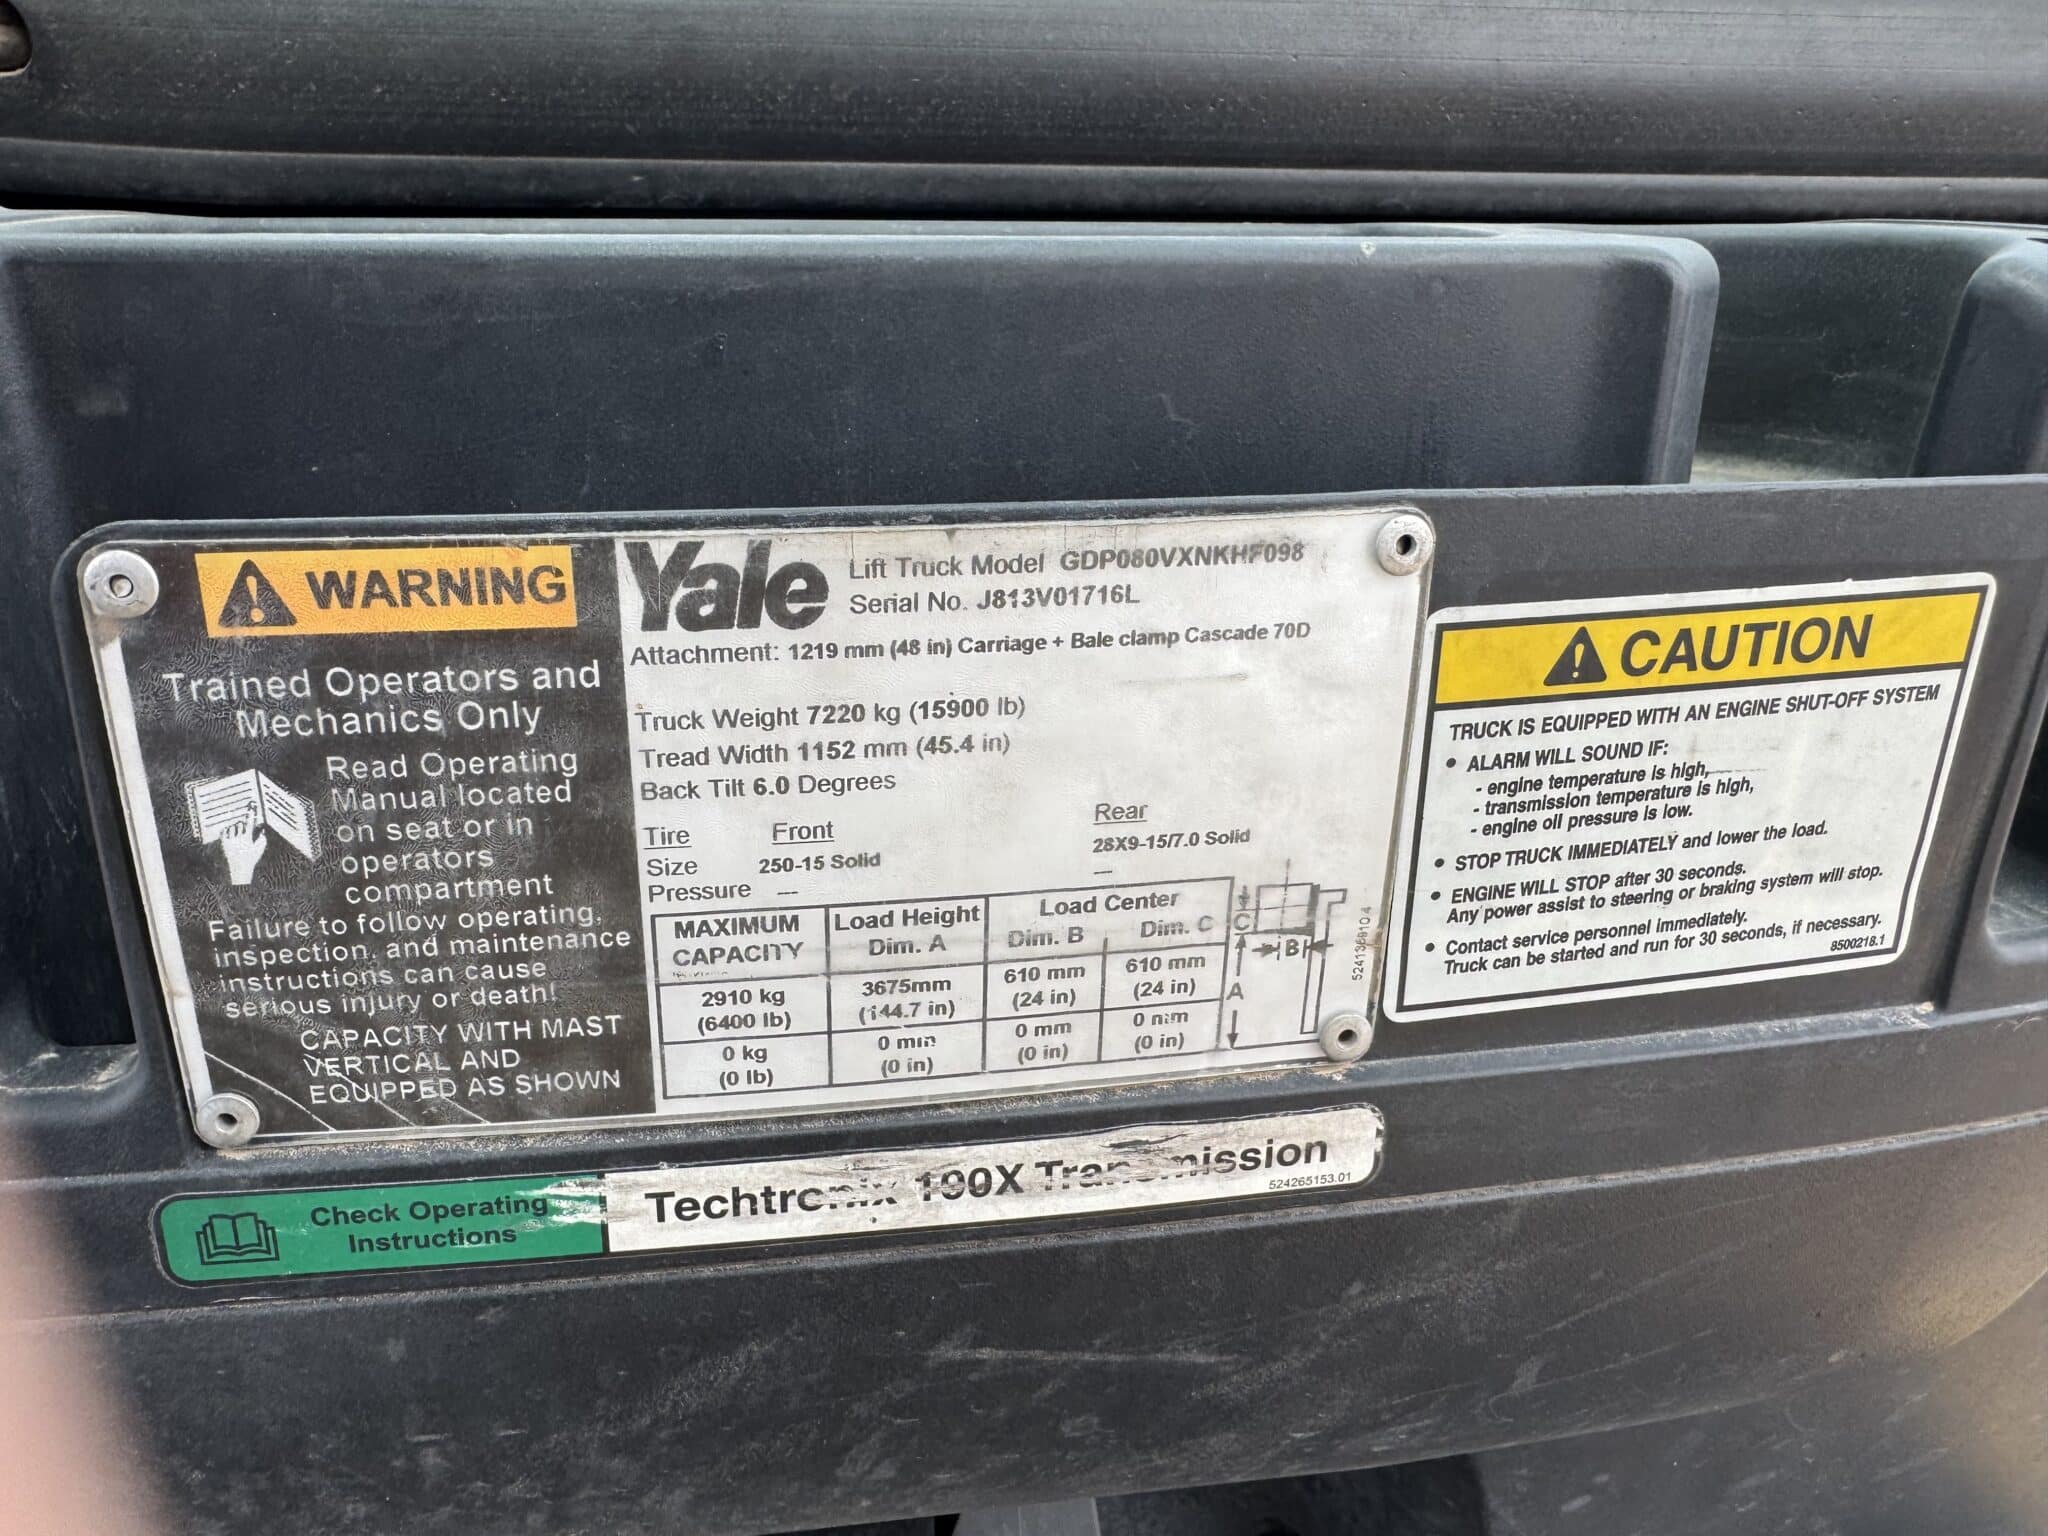 WARNING
Trained Operators and
Mechanics Only
Read Operating
Manual located
on seat or in
operators
compartment
Failure to follow operating,
inspection, and maintenance
instructions can cause
serious injury or death!
CAPACITY WITH MAST
VERTICAL AND
EQUIPPED AS SHOWN
Yale
Lift Truck Model GDP080VXNKHF098
Serial No. J813V01716L
Attachment: 1219 mm (48 in) Carriage + Bale clamp Cascade 70D
Truck Weight 7220 kg (15900 lb)
Tread Width 1152 mm (45.4 in)
Back Tilt 6.0 Degrees
Tire Front Rear
Size 250-15 Solid 28X9-15/7.0 Solid
Pressure --- ---
MAXIMUM CAPACITY Load Height Dim. A Load Center Dim. B Dim. C
2910 kg 3675mm 610 mm 610 mm
(6400 lb) (144.7 in) (24 in) (24 in)
0 kg 0 mm 0 mm 0 mm
(0 lb) (0 in) (0 in) (0 in)
C
B
A
524136910.4
CAUTION
TRUCK IS EQUIPPED WITH AN ENGINE SHUT-OFF SYSTEM
• ALARM WILL SOUND IF:
- engine temperature is high,
- transmission temperature is high,
- engine oil pressure is low.
• STOP TRUCK IMMEDIATELY and lower the load.
• ENGINE WILL STOP after 30 seconds.
Any power assist to steering or braking system will stop.
• Contact service personnel immediately.
Truck can be started and run for 30 seconds, if necessary.
8500218.1
Check Operating
Instructions
Techtronix 100X Transmission
524265153.01